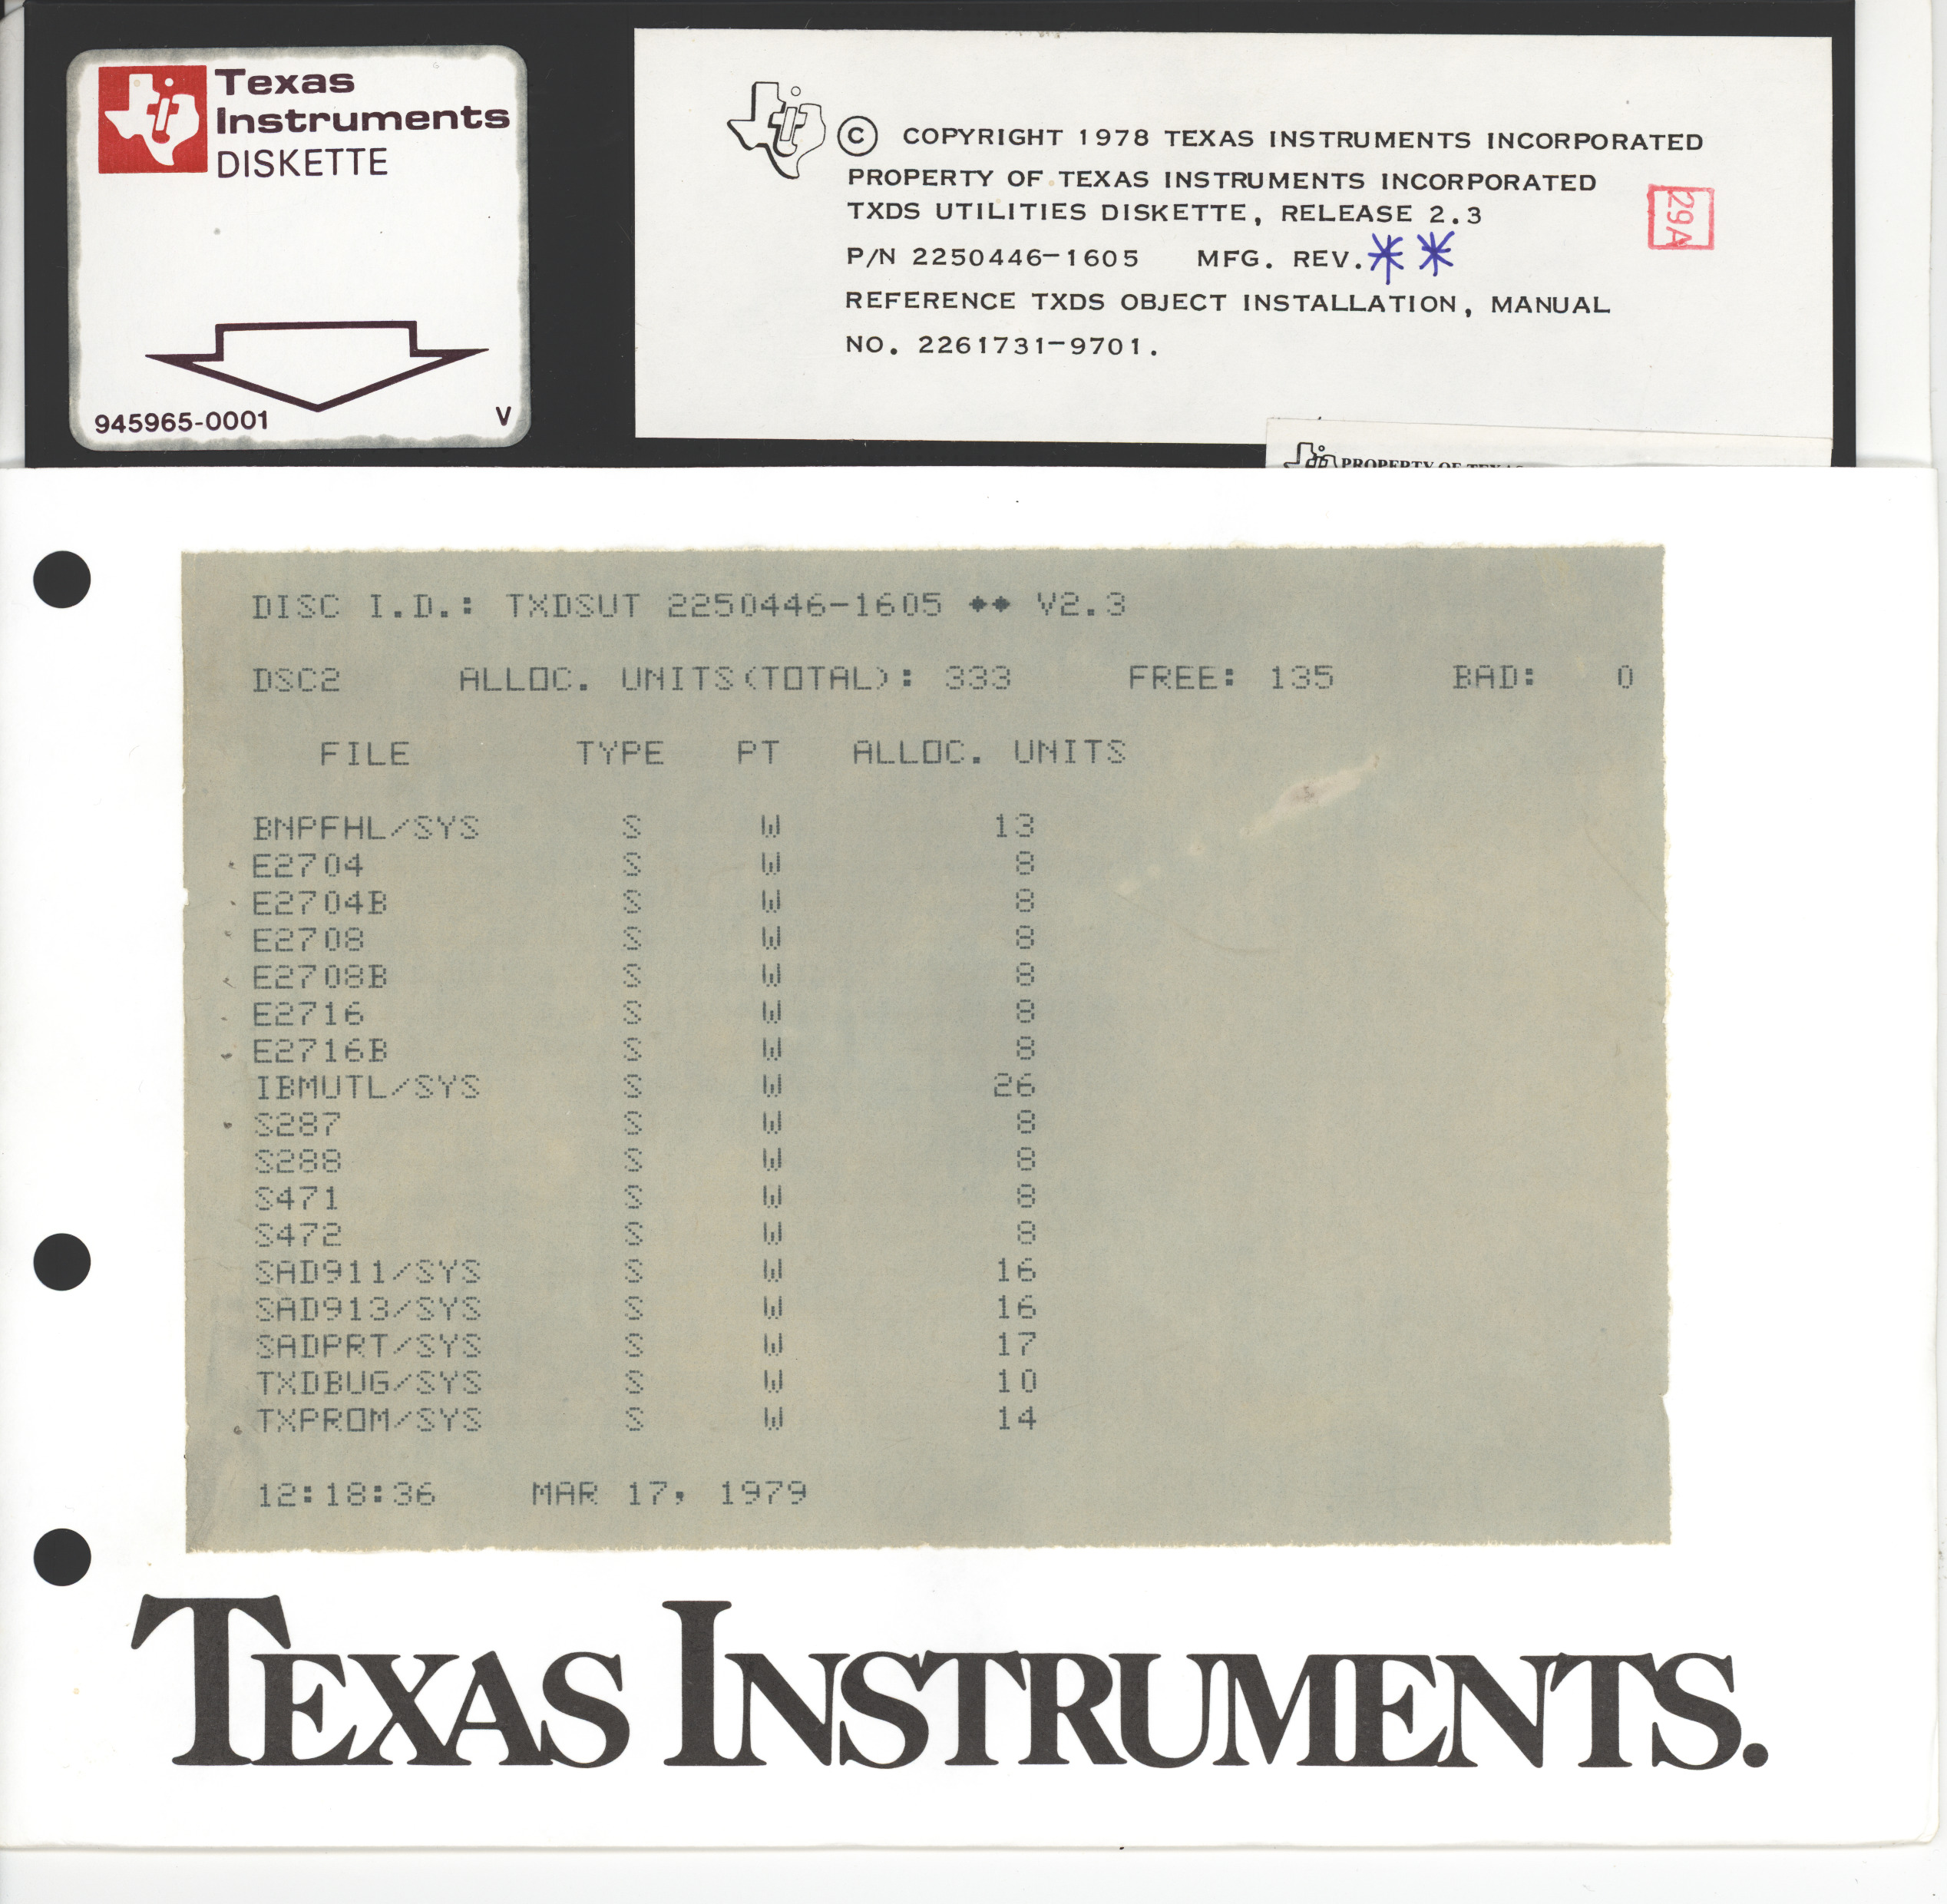 Texas
Instruments
DISKETTE
945965-0001 V
© COPYRIGHT 1978 TEXAS INSTRUMENTS INCORPORATED
PROPERTY OF TEXAS INSTRUMENTS INCORPORATED
TXDS UTILITIES DISKETTE, RELEASE 2.3
P/N 2250446-1605 MFG. REV. **
REFERENCE TXDS OBJECT INSTALLATION, MANUAL
NO. 2261731-9701.
29A
PROPERTY OF TEXAS
DISC I.D.: TXDSUT 2250446-1605 ** V2.3
DSC2 ALLOC. UNITS(TOTAL): 333 FREE: 135 BAD: 0
FILE TYPE PT ALLOC. UNITS
BNPFHL/SYS S W 13
E2704 S W 8
E2704B S W 8
E2708 S W 8
E2708B S W 8
E2716 S W 8
E2716B S W 8
IBMUTL/SYS S W 26
S287 S W 8
S288 S W 8
S471 S W 8
S472 S W 8
SAD911/SYS S W 16
SAD913/SYS S W 16
SADPRT/SYS S W 17
TXDBUG/SYS S W 10
TXPROM/SYS S W 14
12:18:36 MAR 17, 1979
TEXAS INSTRUMENTS.